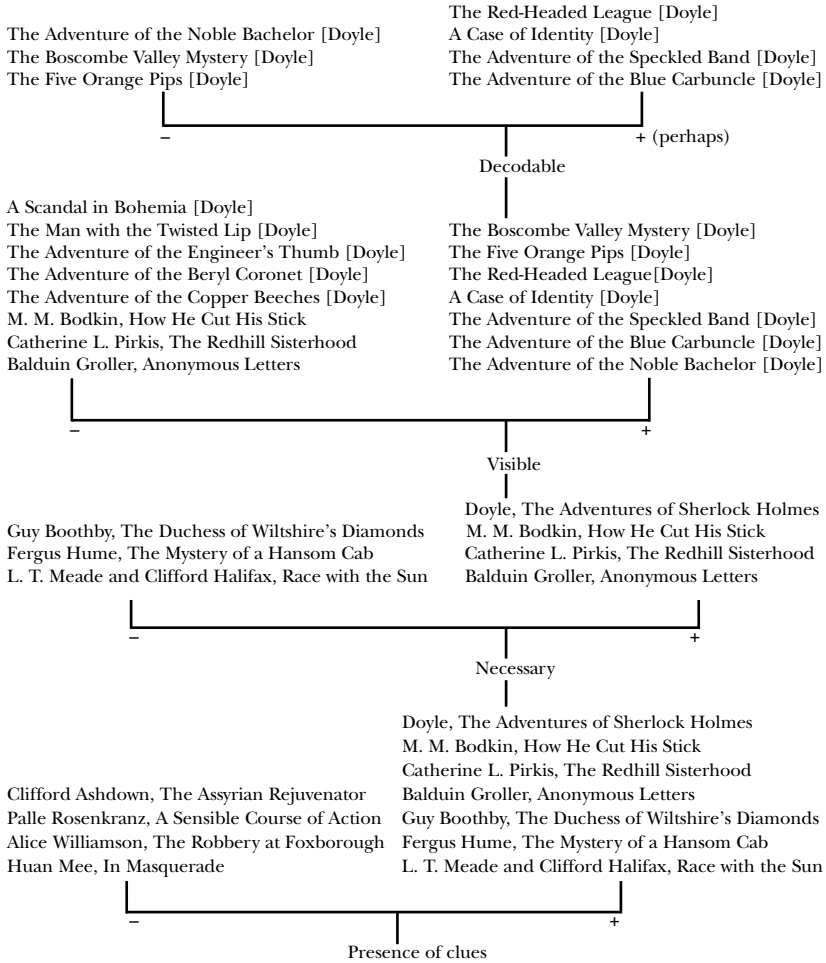 The Adventure of the Noble Bachelor [Doyle]
The Boscombe Valley Mystery [Doyle]
The Five Orange Pips [Doyle]
The Red-Headed League [Doyle]
A Case of Identity [Doyle]
The Adventure of the Speckled Band [Doyle]
The Adventure of the Blue Carbuncle [Doyle]
–
+ (perhaps)
Decodable
A Scandal in Bohemia [Doyle]
The Man with the Twisted Lip [Doyle]
The Adventure of the Engineer's Thumb [Doyle]
The Adventure of the Beryl Coronet [Doyle]
The Adventure of the Copper Beeches [Doyle]
M. M. Bodkin, How He Cut His Stick
Catherine L. Pirkis, The Redhill Sisterhood
Balduin Groller, Anonymous Letters
The Boscombe Valley Mystery [Doyle]
The Five Orange Pips [Doyle]
The Red-Headed League[Doyle]
A Case of Identity [Doyle]
The Adventure of the Speckled Band [Doyle]
The Adventure of the Blue Carbuncle [Doyle]
The Adventure of the Noble Bachelor [Doyle]
–
+
Visible
Guy Boothby, The Duchess of Wiltshire's Diamonds
Fergus Hume, The Mystery of a Hansom Cab
L. T. Meade and Clifford Halifax, Race with the Sun
Doyle, The Adventures of Sherlock Holmes
M. M. Bodkin, How He Cut His Stick
Catherine L. Pirkis, The Redhill Sisterhood
Balduin Groller, Anonymous Letters
–
+
Necessary
Clifford Ashdown, The Assyrian Rejuvenator
Palle Rosenkranz, A Sensible Course of Action
Alice Williamson, The Robbery at Foxborough
Huan Mee, In Masquerade
Doyle, The Adventures of Sherlock Holmes
M. M. Bodkin, How He Cut His Stick
Catherine L. Pirkis, The Redhill Sisterhood
Balduin Groller, Anonymous Letters
Guy Boothby, The Duchess of Wiltshire's Diamonds
Fergus Hume, The Mystery of a Hansom Cab
L. T. Meade and Clifford Halifax, Race with the Sun
–
+
Presence of clues